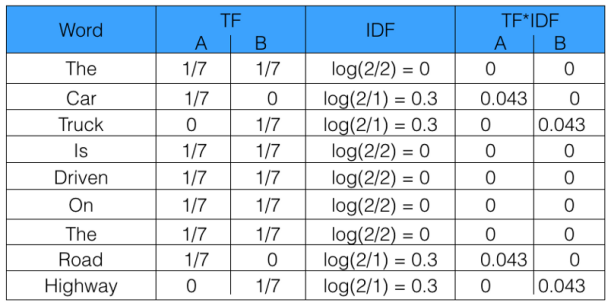 Word TF IDF TF*IDF
A B A B
The 1/7 1/7 log(2/2) = 0 0 0
Car 1/7 0 log(2/1) = 0.3 0.043 0
Truck 0 1/7 log(2/1) = 0.3 0 0.043
Is 1/7 1/7 log(2/2) = 0 0 0
Driven 1/7 1/7 log(2/2) = 0 0 0
On 1/7 1/7 log(2/2) = 0 0 0
The 1/7 1/7 log(2/2) = 0 0 0
Road 1/7 0 log(2/1) = 0.3 0.043 0
Highway 0 1/7 log(2/1) = 0.3 0 0.043